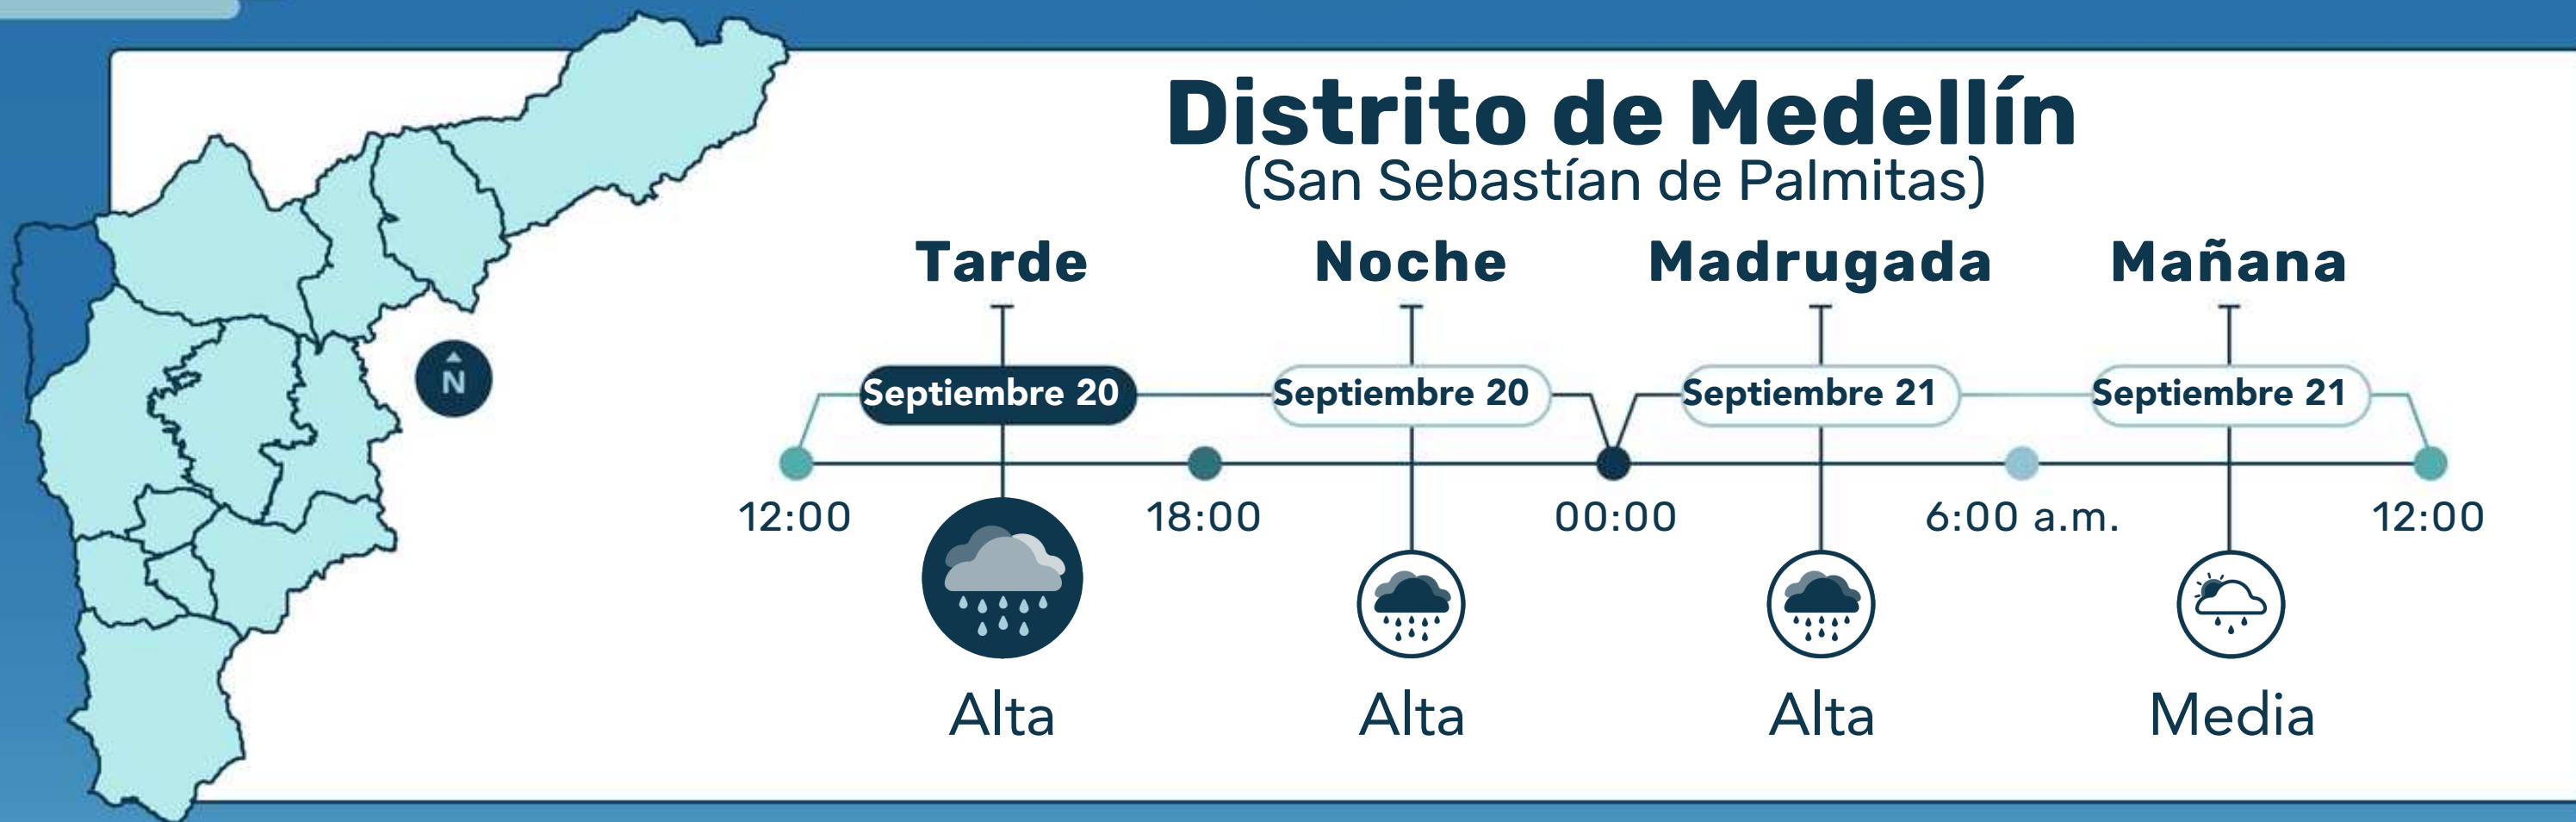 Distrito de Medellín
(San Sebastían de Palmitas)
Tarde Noche Madrugada Mañana
Septiembre 20 Septiembre 20 Septiembre 21 Septiembre 21
N
12:00 18:00 00:00 6:00 a.m. 12:00
Alta Alta Alta Media